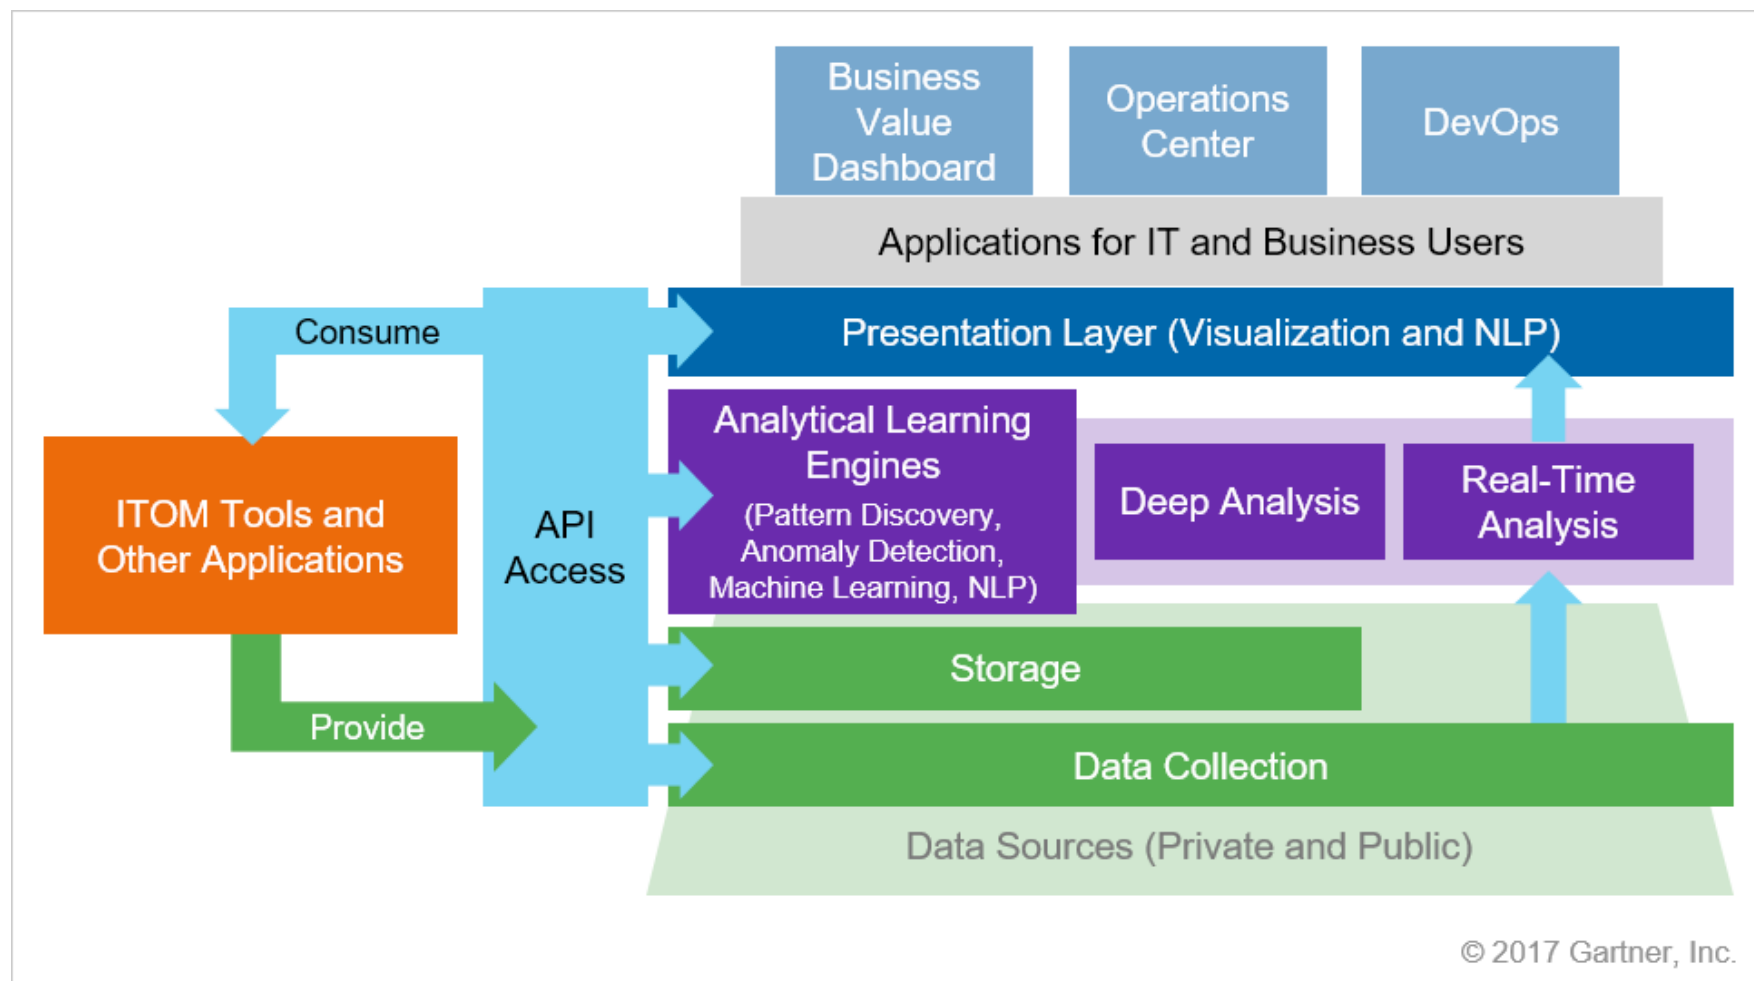 Business
Value
Dashboard
Operations
Center
DevOps
Applications for IT and Business Users
Consume
Presentation Layer (Visualization and NLP)
Analytical Learning
Engines
(Pattern Discovery,
Anomaly Detection,
Machine Learning, NLP)
Deep Analysis
Real-Time
Analysis
ITOM Tools and
Other Applications
API
Access
Storage
Provide
Data Collection
Data Sources (Private and Public)
© 2017 Gartner, Inc.